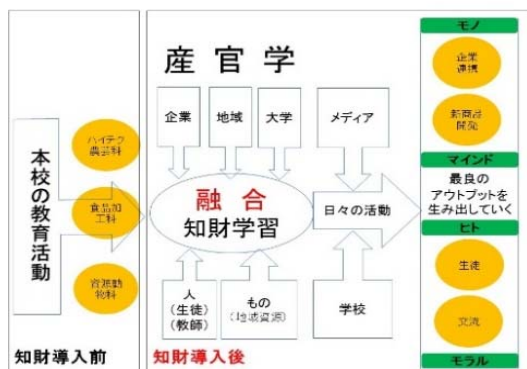 本校の教育活動
ハイテク
農芸科
食品加
工科
資源動
物科
知財導入前
産官学
企業
地域
大学
メディア
融合
知財学習
日々の活動
人
(生徒)
(教師)
もの
(地域資源)
学校
知財導入後
モノ
企業
連携
新商品
開発
マインド
最良の
アウトプットを
生み出していく
ヒト
生徒
交流
モラル